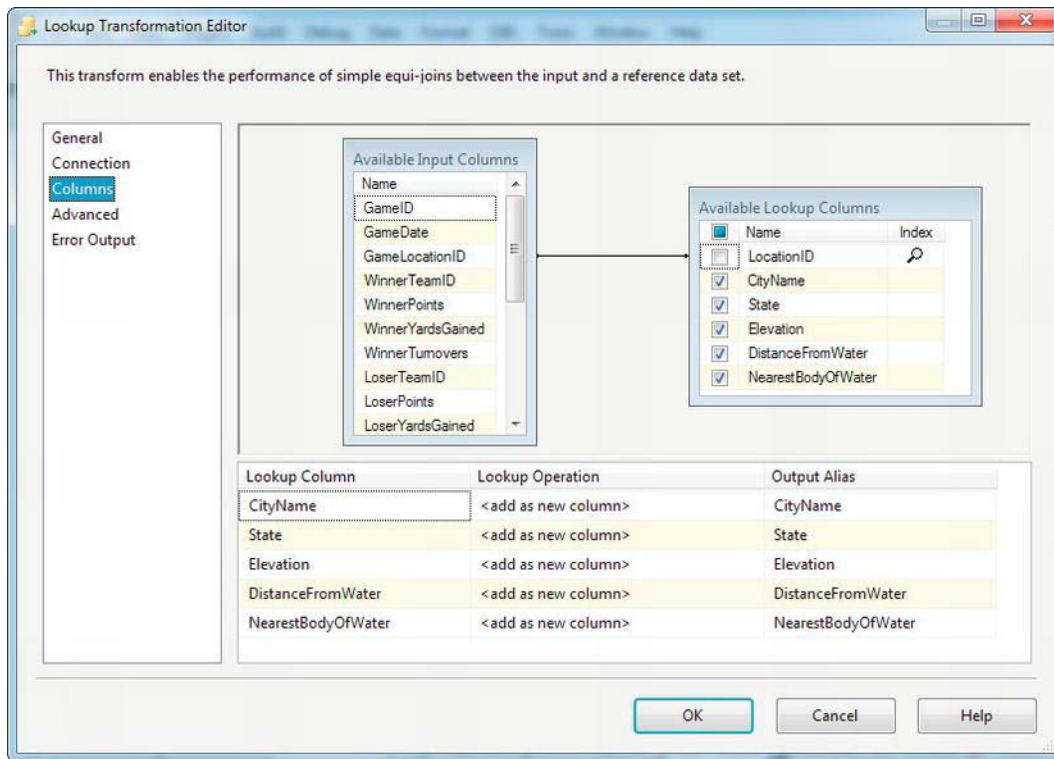 Lookup Transformation Editor
This transform enables the performance of simple equi-joins between the input and a reference data set.
General
Connection
Columns
Advanced
Error Output
Available Input Columns
Name
GameID
GameDate
GameLocationID
WinnerTeamID
WinnerPoints
WinnerYardsGained
WinnerTurnovers
LoserTeamID
LoserPoints
LoserYardsGained
Available Lookup Columns
Name Index
LocationID
CityName
State
Elevation
DistanceFromWater
NearestBodyOfWater
Lookup Column Lookup Operation Output Alias
CityName <add as new column> CityName
State <add as new column> State
Elevation <add as new column> Elevation
DistanceFromWater <add as new column> DistanceFromWater
NearestBodyOfWater <add as new column> NearestBodyOfWater
OK Cancel Help